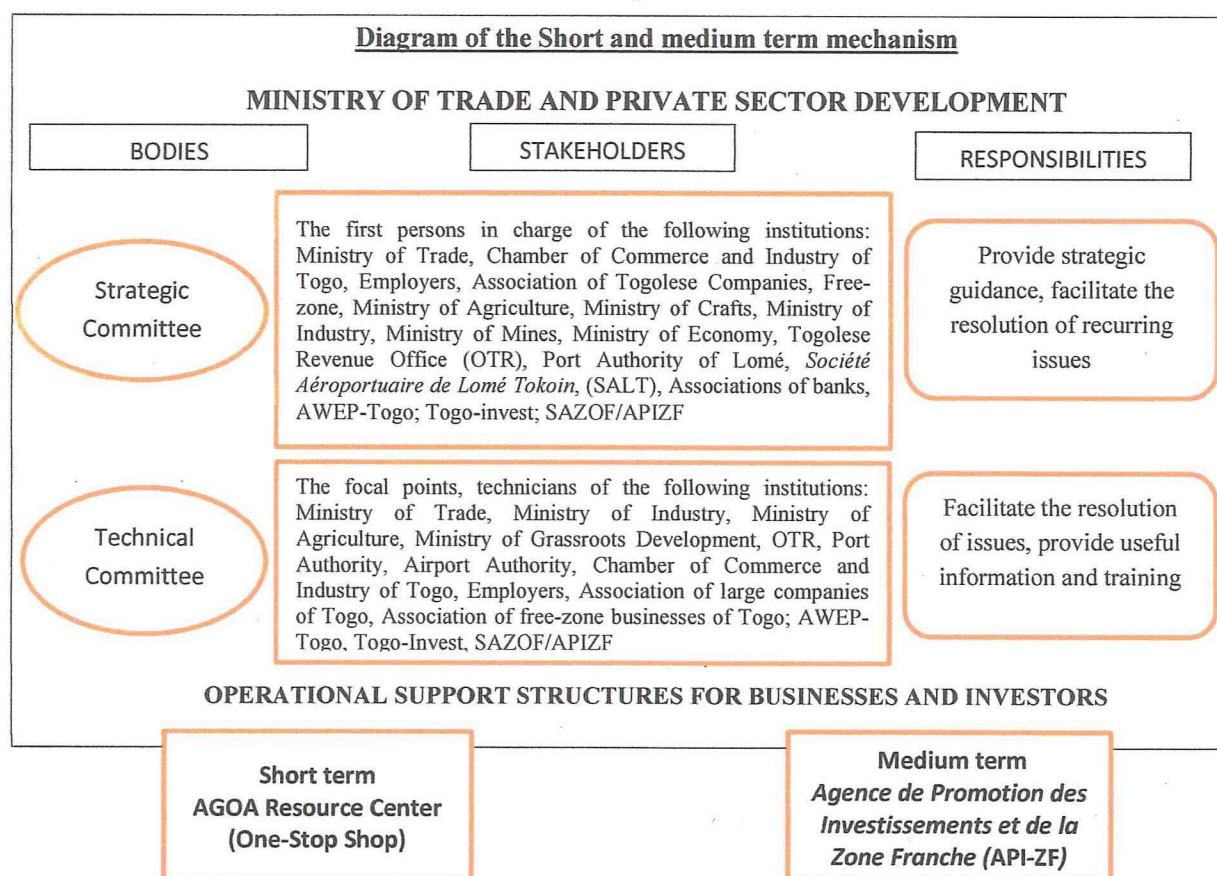 Diagram of the Short and medium term mechanism
MINISTRY OF TRADE AND PRIVATE SECTOR DEVELOPMENT
BODIES
STAKEHOLDERS
RESPONSIBILITIES
Strategic
Committee
The first persons in charge of the following institutions:
Ministry of Trade, Chamber of Commerce and Industry of
Togo, Employers, Association of Togolese Companies, Free-
zone, Ministry of Agriculture, Ministry of Crafts, Ministry of
Industry, Ministry of Mines, Ministry of Economy, Togolese
Revenue Office (OTR), Port Authority of Lomé, Société
Aéroportuaire de Lomé Tokoin, (SALT), Associations of banks,
AWEP-Togo; Togo-invest; SAZOF/APIZF
Provide strategic
guidance, facilitate the
resolution of recurring
issues
Technical
Committee
The focal points, technicians of the following institutions:
Ministry of Trade, Ministry of Industry, Ministry of
Agriculture, Ministry of Grassroots Development, OTR, Port
Authority, Airport Authority, Chamber of Commerce and
Industry of Togo, Employers, Association of large companies
of Togo, Association of free-zone businesses of Togo; AWEP-
Togo, Togo-Invest, SAZOF/APIZF
Facilitate the resolution
of issues, provide useful
information and training
OPERATIONAL SUPPORT STRUCTURES FOR BUSINESSES AND INVESTORS
Short term
AGOA Resource Center
(One-Stop Shop)
Medium term
Agence de Promotion des
Investissements et de la
Zone Franche (API-ZF)